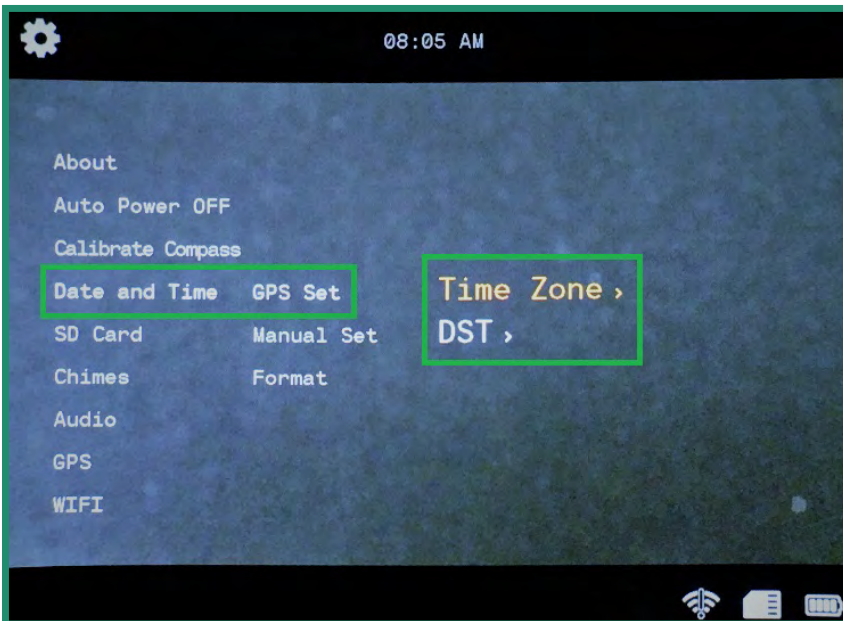 08:05 AM
About
Auto Power OFF
Calibrate Compass
Date and Time GPS Set Time Zone ›
SD Card Manual Set DST ›
Chimes Format
Audio
GPS
WIFI